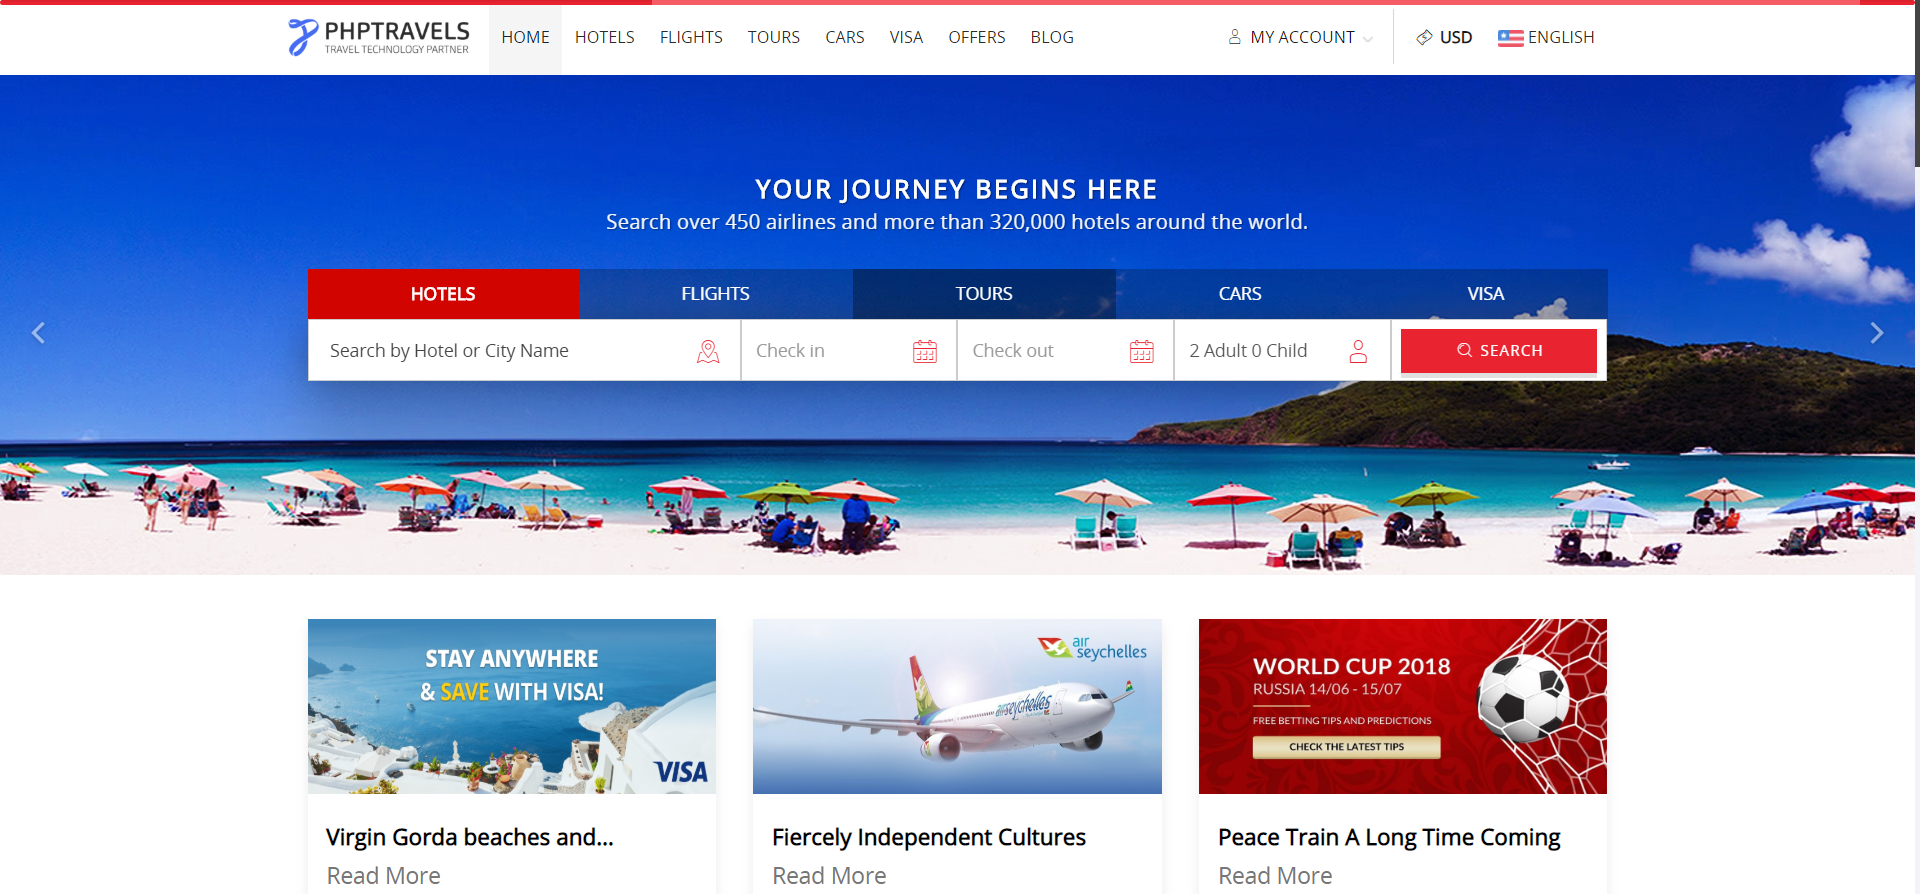 PHPTRAVELS
TRAVEL TECHNOLOGY PARTNER
HOME HOTELS FLIGHTS TOURS CARS VISA OFFERS BLOG
MY ACCOUNT
USD
ENGLISH
YOUR JOURNEY BEGINS HERE
Search over 450 airlines and more than 320,000 hotels around the world.
HOTELS FLIGHTS TOURS CARS VISA
Search by Hotel or City Name Check in Check out 2 Adult 0 Child SEARCH
STAY ANYWHERE
& SAVE WITH VISA!
VISA
air
seychelles
airseychelles
WORLD CUP 2018
RUSSIA 14/06 - 15/07
FREE BETTING TIPS AND PREDICTIONS
CHECK THE LATEST TIPS
Virgin Gorda beaches and...
Read More
Fiercely Independent Cultures
Read More
Peace Train A Long Time Coming
Read More